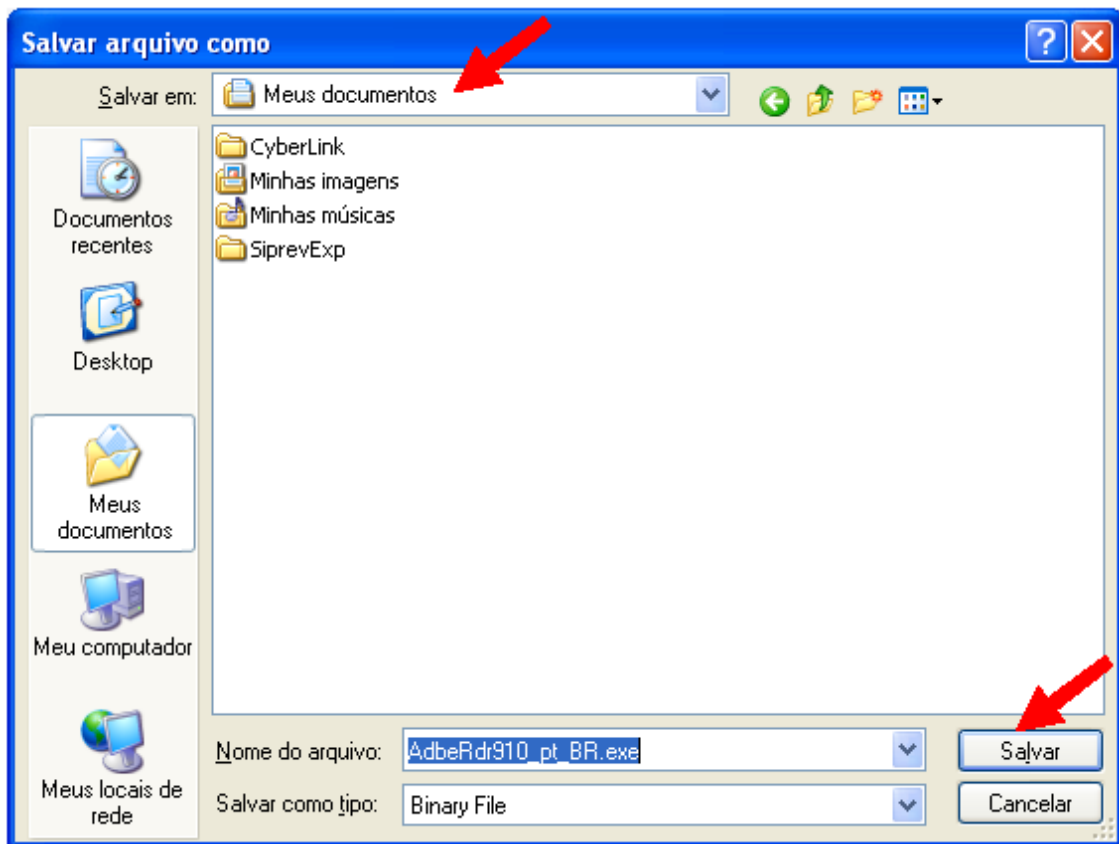 Salvar arquivo como
Salvar em:
Meus documentos
Documentos
recentes
Desktop
Meus
documentos
Meu computador
Meus locais de
rede
CyberLink
Minhas imagens
Minhas músicas
SiprevExp
Nome do arquivo:
AdbeRdr910_pt_BR.exe
Salvar
Salvar como tipo:
Binary File
Cancelar